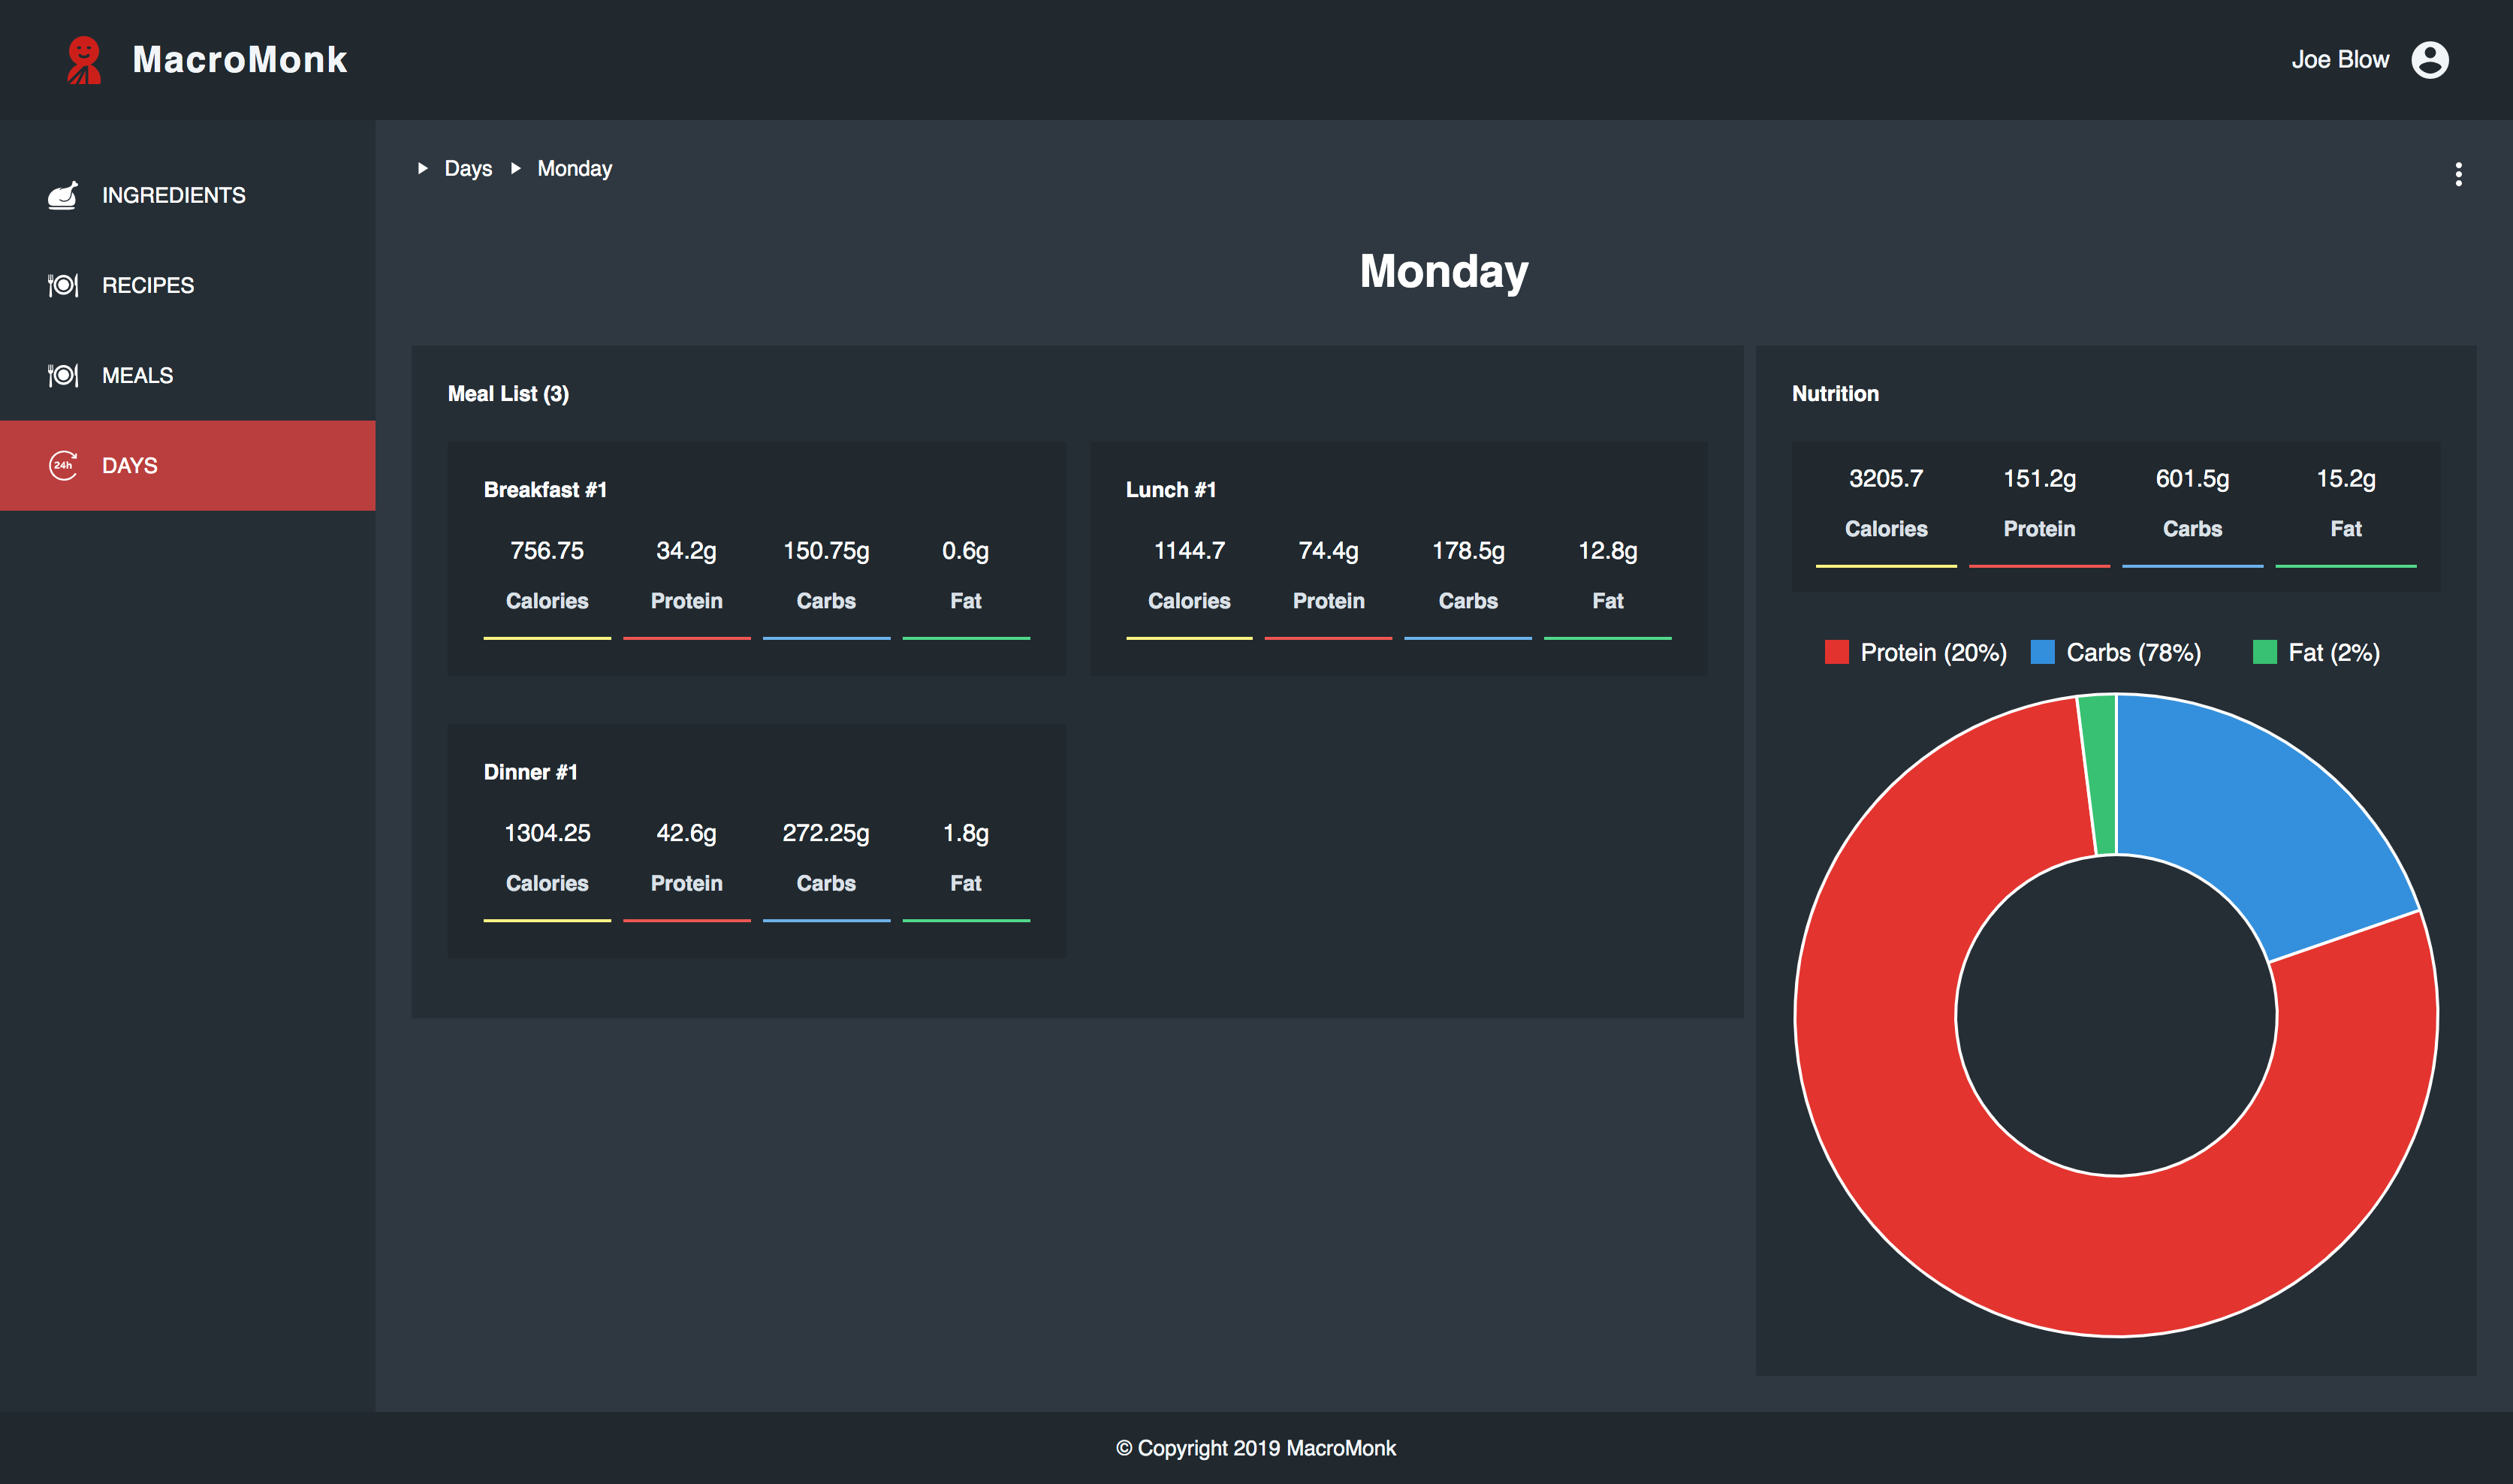 MacroMonk
Joe Blow
INGREDIENTS
RECIPES
MEALS
24h DAYS
Days Monday
Monday
Meal List (3)
Breakfast #1
756.75 34.2g 150.75g 0.6g
Calories Protein Carbs Fat
Lunch #1
1144.7 74.4g 178.5g 12.8g
Calories Protein Carbs Fat
Dinner #1
1304.25 42.6g 272.25g 1.8g
Calories Protein Carbs Fat
Nutrition
3205.7 151.2g 601.5g 15.2g
Calories Protein Carbs Fat
Protein (20%) Carbs (78%) Fat (2%)
© Copyright 2019 MacroMonk